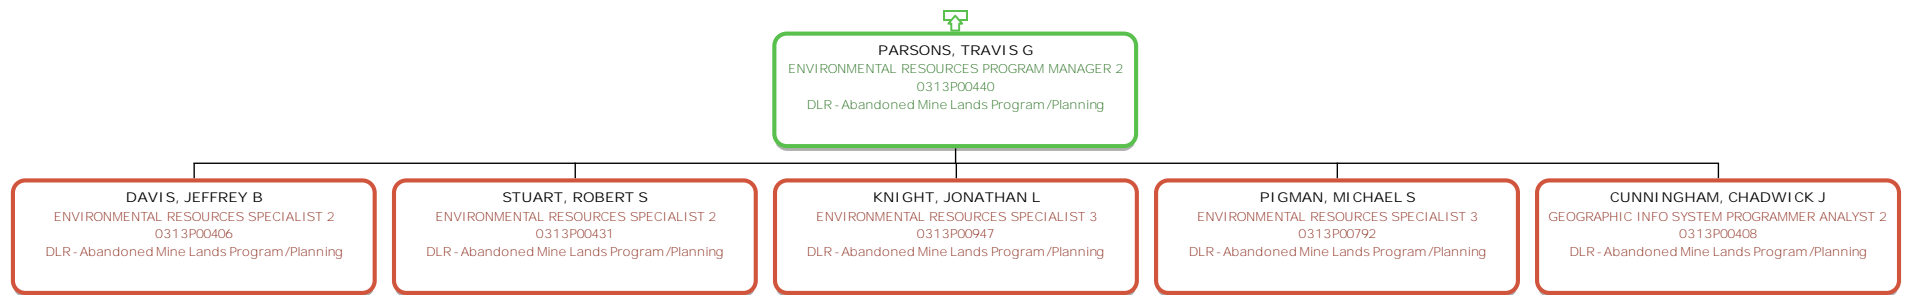 PARSONS, TRAVIS G
ENVIRONMENTAL RESOURCES PROGRAM MANAGER 2
0313P00440
DLR - Abandoned Mine Lands Program/Planning
DAVIS, JEFFREY B
ENVIRONMENTAL RESOURCES SPECIALIST 2
0313P00406
DLR - Abandoned Mine Lands Program/Planning
STUART, ROBERT S
ENVIRONMENTAL RESOURCES SPECIALIST 2
0313P00431
DLR - Abandoned Mine Lands Program/Planning
KNIGHT, JONATHAN L
ENVIRONMENTAL RESOURCES SPECIALIST 3
0313P00947
DLR - Abandoned Mine Lands Program/Planning
PIGMAN, MICHAEL S
ENVIRONMENTAL RESOURCES SPECIALIST 3
0313P00792
DLR - Abandoned Mine Lands Program/Planning
CUNNINGHAM, CHADWICK J
GEOGRAPHIC INFO SYSTEM PROGRAMMER ANALYST 2
0313P00408
DLR - Abandoned Mine Lands Program/Planning